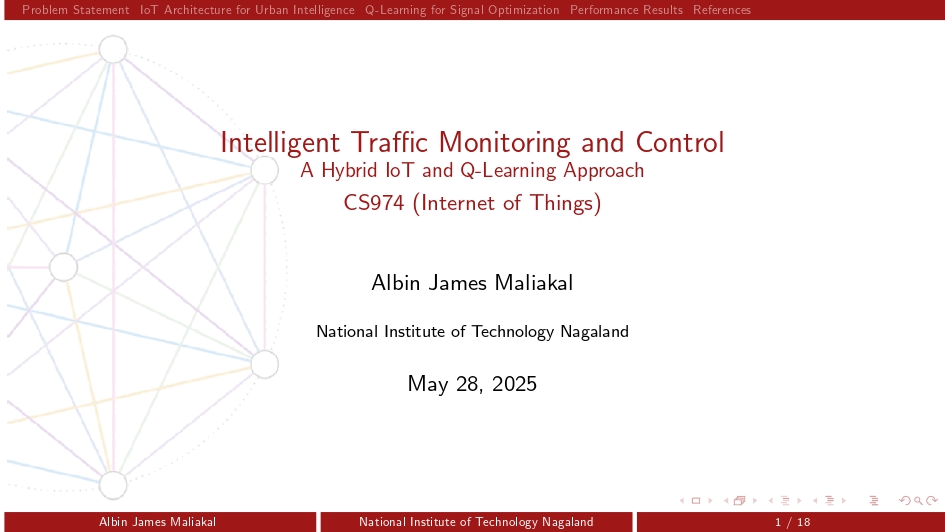 Problem Statement IoT Architecture for Urban Intelligence Q-Learning for Signal Optimization Performance Results References
Intelligent Traffic Monitoring and Control
A Hybrid IoT and Q-Learning Approach
CS974 (Internet of Things)
Albin James Maliakal
National Institute of Technology Nagaland
May 28, 2025
Albin James Maliakal National Institute of Technology Nagaland 1 / 18